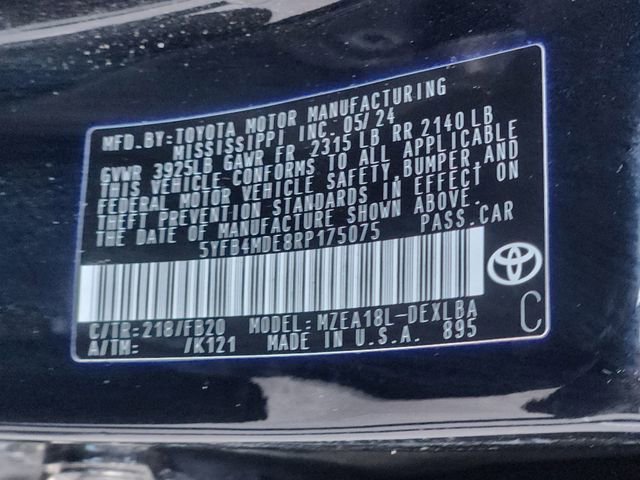 MFD.BY:TOYOTA MOTOR MANUFACTURING
MISSISSIPPI INC. 05/24
GVWR 3925LB GAWR FR 2315 LB RR 2140 LB
THIS VEHICLE CONFORMS TO ALL APPLICABLE
FEDERAL MOTOR VEHICLE SAFETY,BUMPER,AND
THEFT PREVENTION STANDARDS IN EFFECT ON
THE DATE OF MANUFACTURE SHOWN ABOVE.
5YFB4MDE8RP175075 PASS.CAR
C/TR:218/FB20 MODEL:MZEA18L-DEXLBA
A/TM: /K121 MADE IN U.S.A. 895
C